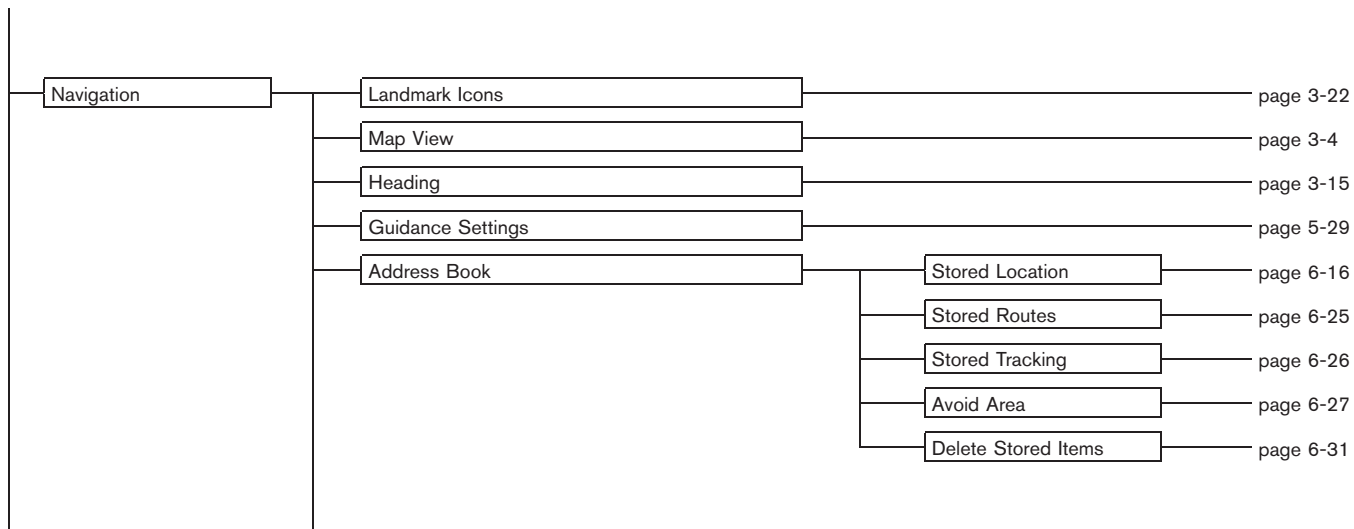 Navigation Landmark Icons page 3-22
Map View page 3-4
Heading page 3-15
Guidance Settings page 5-29
Address Book Stored Location page 6-16
Stored Routes page 6-25
Stored Tracking page 6-26
Avoid Area page 6-27
Delete Stored Items page 6-31